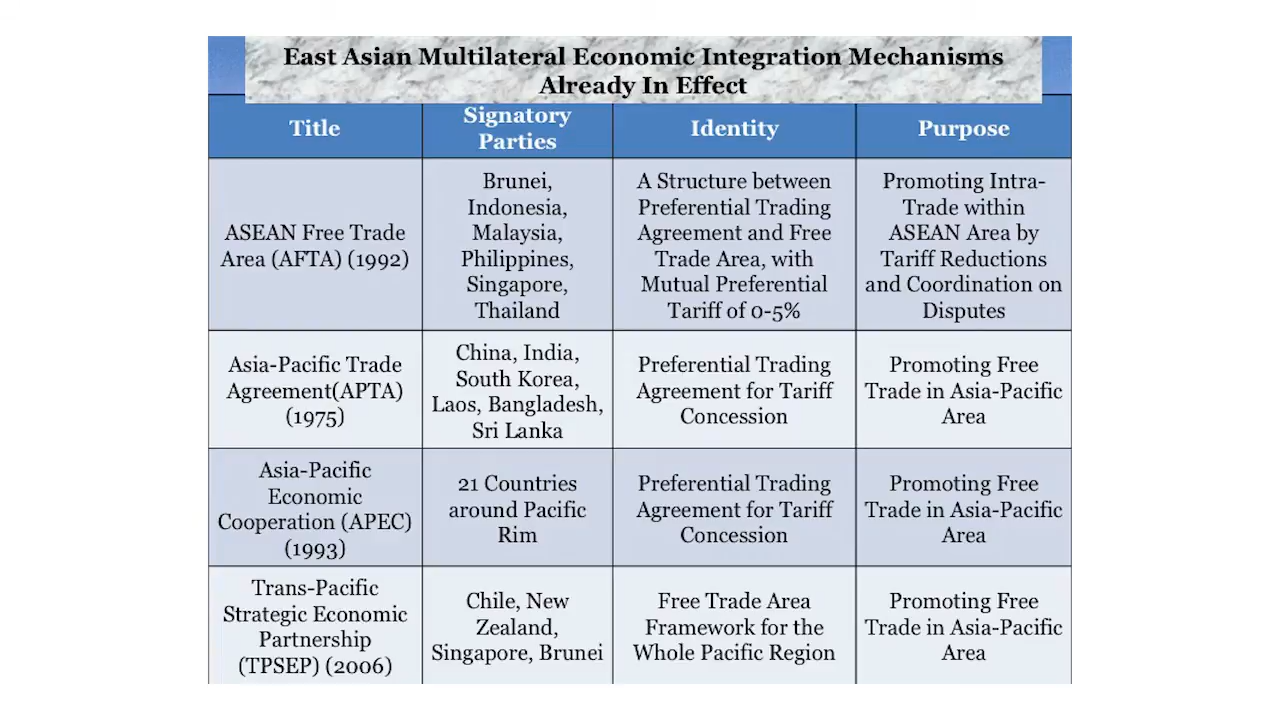 East Asian Multilateral Economic Integration Mechanisms
Already In Effect
Title
Signatory
Parties
Identity
Purpose
ASEAN Free Trade
Area (AFTA) (1992)
Brunei,
Indonesia,
Malaysia,
Philippines,
Singapore,
Thailand
A Structure between
Preferential Trading
Agreement and Free
Trade Area, with
Mutual Preferential
Tariff of 0-5%
Promoting Intra-
Trade within
ASEAN Area by
Tariff Reductions
and Coordination on
Disputes
Asia-Pacific Trade
Agreement(APTA)
(1975)
China, India,
South Korea,
Laos, Bangladesh,
Sri Lanka
Preferential Trading
Agreement for Tariff
Concession
Promoting Free
Trade in Asia-Pacific
Area
Asia-Pacific
Economic
Cooperation (APEC)
(1993)
21 Countries
around Pacific
Rim
Preferential Trading
Agreement for Tariff
Concession
Promoting Free
Trade in Asia-Pacific
Area
Trans-Pacific
Strategic Economic
Partnership
(TPSEP) (2006)
Chile, New
Zealand,
Singapore, Brunei
Free Trade Area
Framework for the
Whole Pacific Region
Promoting Free
Trade in Asia-Pacific
Area